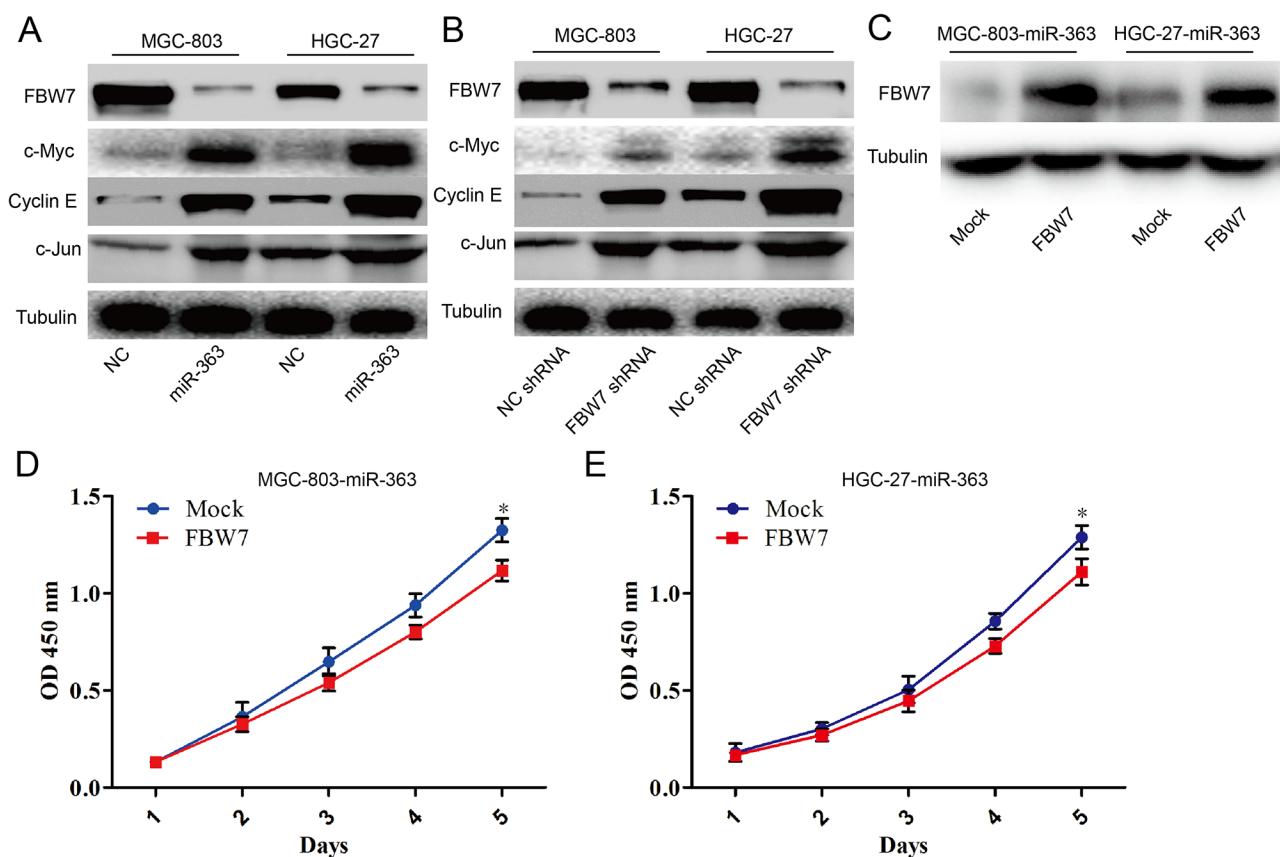 A
MGC-803 HGC-27
FBW7
c-Myc
Cyclin E
c-Jun
Tubulin
NC miR-363 NC miR-363
B
MGC-803 HGC-27
FBW7
c-Myc
Cyclin E
c-Jun
Tubulin
NC shRNA FBW7 shRNA NC shRNA FBW7 shRNA
C
MGC-803-miR-363 HGC-27-miR-363
FBW7
Tubulin
Mock FBW7 Mock FBW7
D
MGC-803-miR-363
Mock
FBW7
*
OD 450 nm
1.5
1.0
0.5
0.0
1 2 3 4 5
Days
E
HGC-27-miR-363
Mock
FBW7
*
OD 450 nm
1.5
1.0
0.5
0.0
1 2 3 4 5
Days